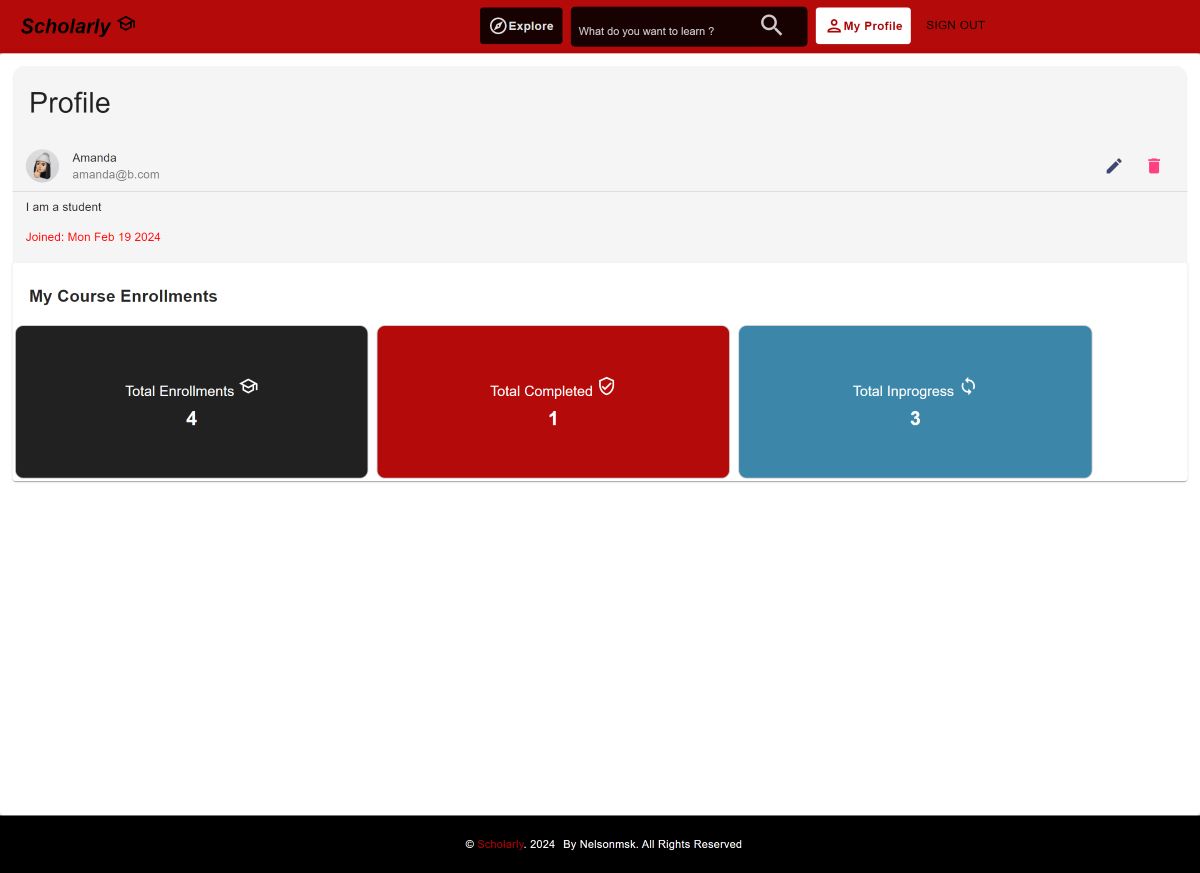 Scholarly
Explore
What do you want to learn ?
My Profile
SIGN OUT
Profile
Amanda
amanda@b.com
I am a student
Joined: Mon Feb 19 2024
My Course Enrollments
Total Enrollments
4
Total Completed
1
Total Inprogress
3
© Scholarly. 2024 By Nelsonmsk. All Rights Reserved